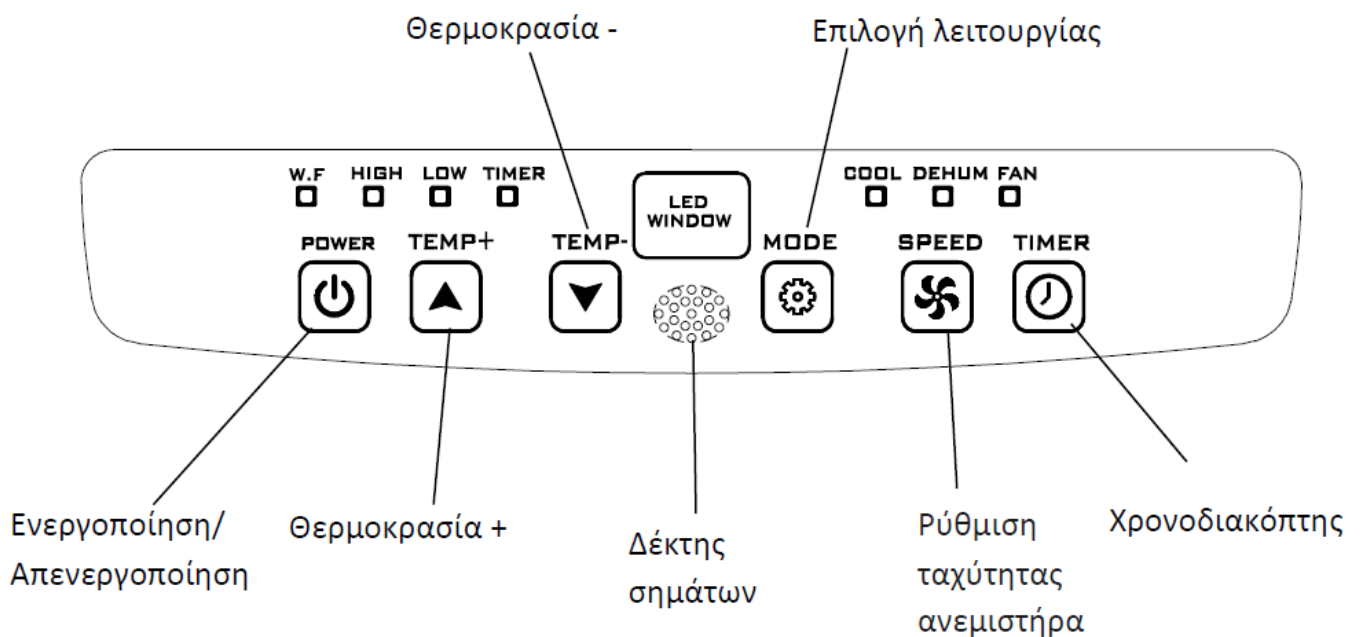 Θερμοκρασία -
Επιλογή λειτουργίας
W.F HIGH LOW TIMER
COOL DEHUM FAN
LED
WINDOW
POWER TEMP+ TEMP- MODE SPEED TIMER
Ενεργοποίηση/
Απενεργοποίηση
Θερμοκρασία +
Δέκτης
σημάτων
Ρύθμιση
ταχύτητας
ανεμιστήρα
Χρονοδιακόπτης